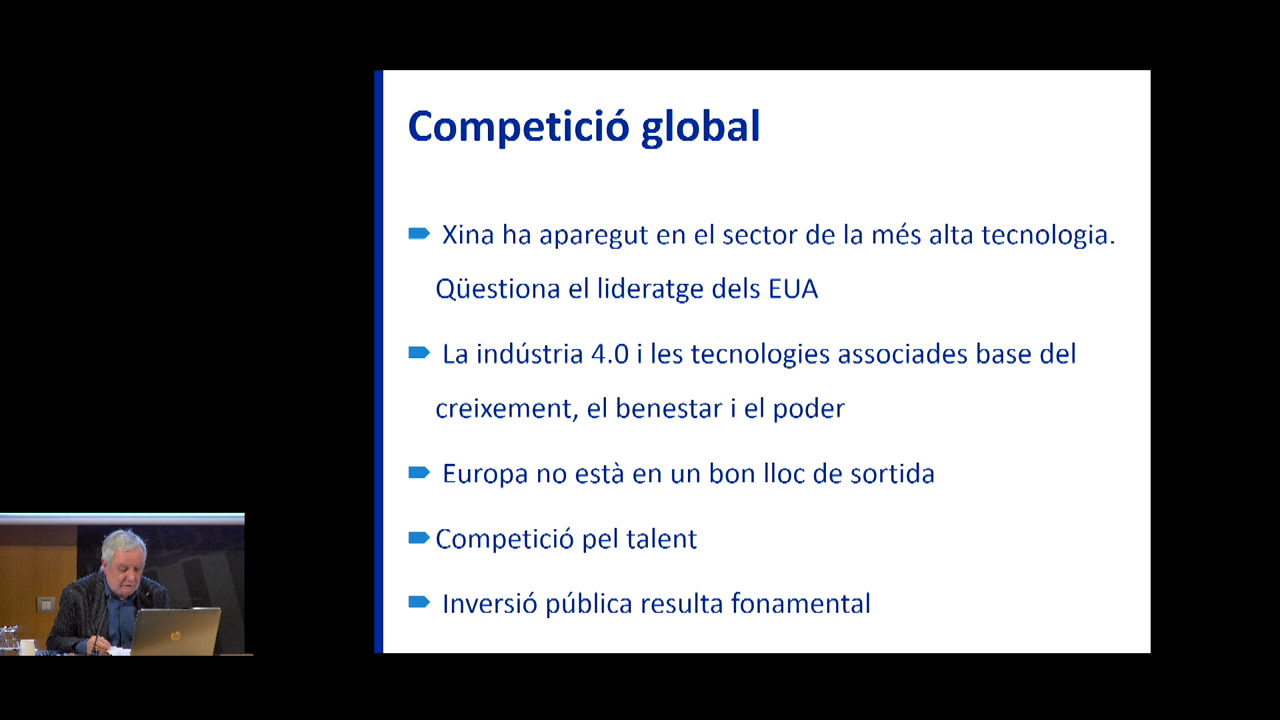 Competició global
Xina ha aparegut en el sector de la més alta tecnologia.
Qüestiona el lideratge dels EUA
La indústria 4.0 i les tecnologies associades base del
creixement, el benestar i el poder
Europa no està en un bon lloc de sortida
Competició pel talent
Inversió pública resulta fonamental